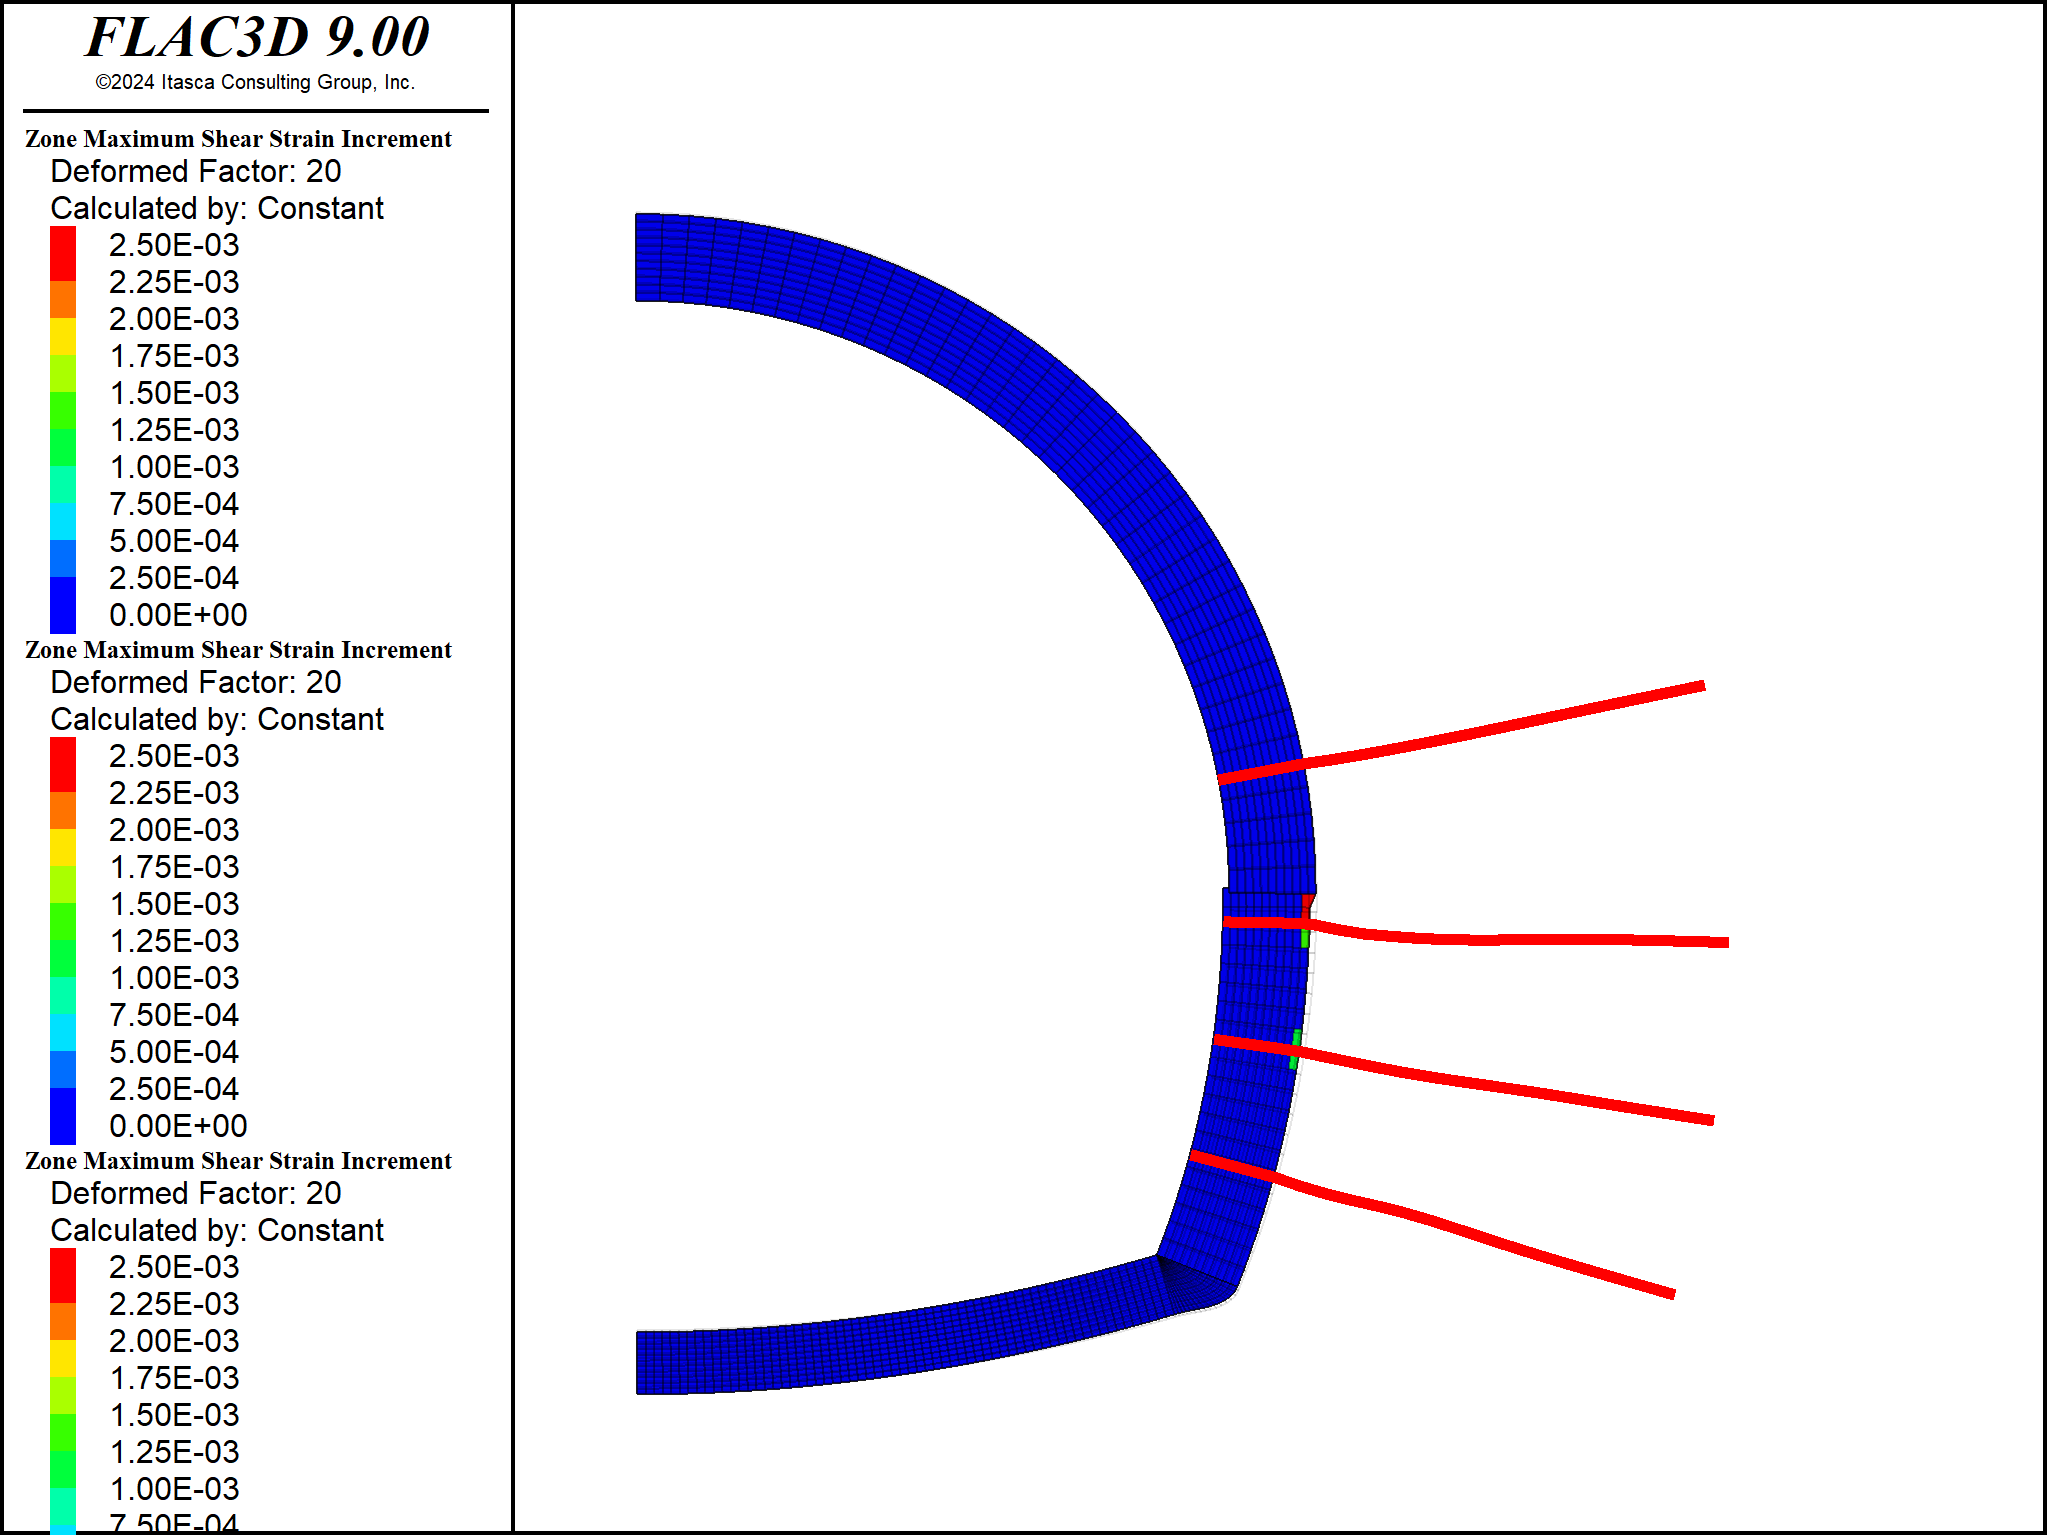 FLAC3D 9.00
©2024 Itasca Consulting Group, Inc.
Zone Maximum Shear Strain Increment
Deformed Factor: 20
Calculated by: Constant
2.50E-03
2.25E-03
2.00E-03
1.75E-03
1.50E-03
1.25E-03
1.00E-03
7.50E-04
5.00E-04
2.50E-04
0.00E+00
Zone Maximum Shear Strain Increment
Deformed Factor: 20
Calculated by: Constant
2.50E-03
2.25E-03
2.00E-03
1.75E-03
1.50E-03
1.25E-03
1.00E-03
7.50E-04
5.00E-04
2.50E-04
0.00E+00
Zone Maximum Shear Strain Increment
Deformed Factor: 20
Calculated by: Constant
2.50E-03
2.25E-03
2.00E-03
1.75E-03
1.50E-03
1.25E-03
1.00E-03
7.50E-04